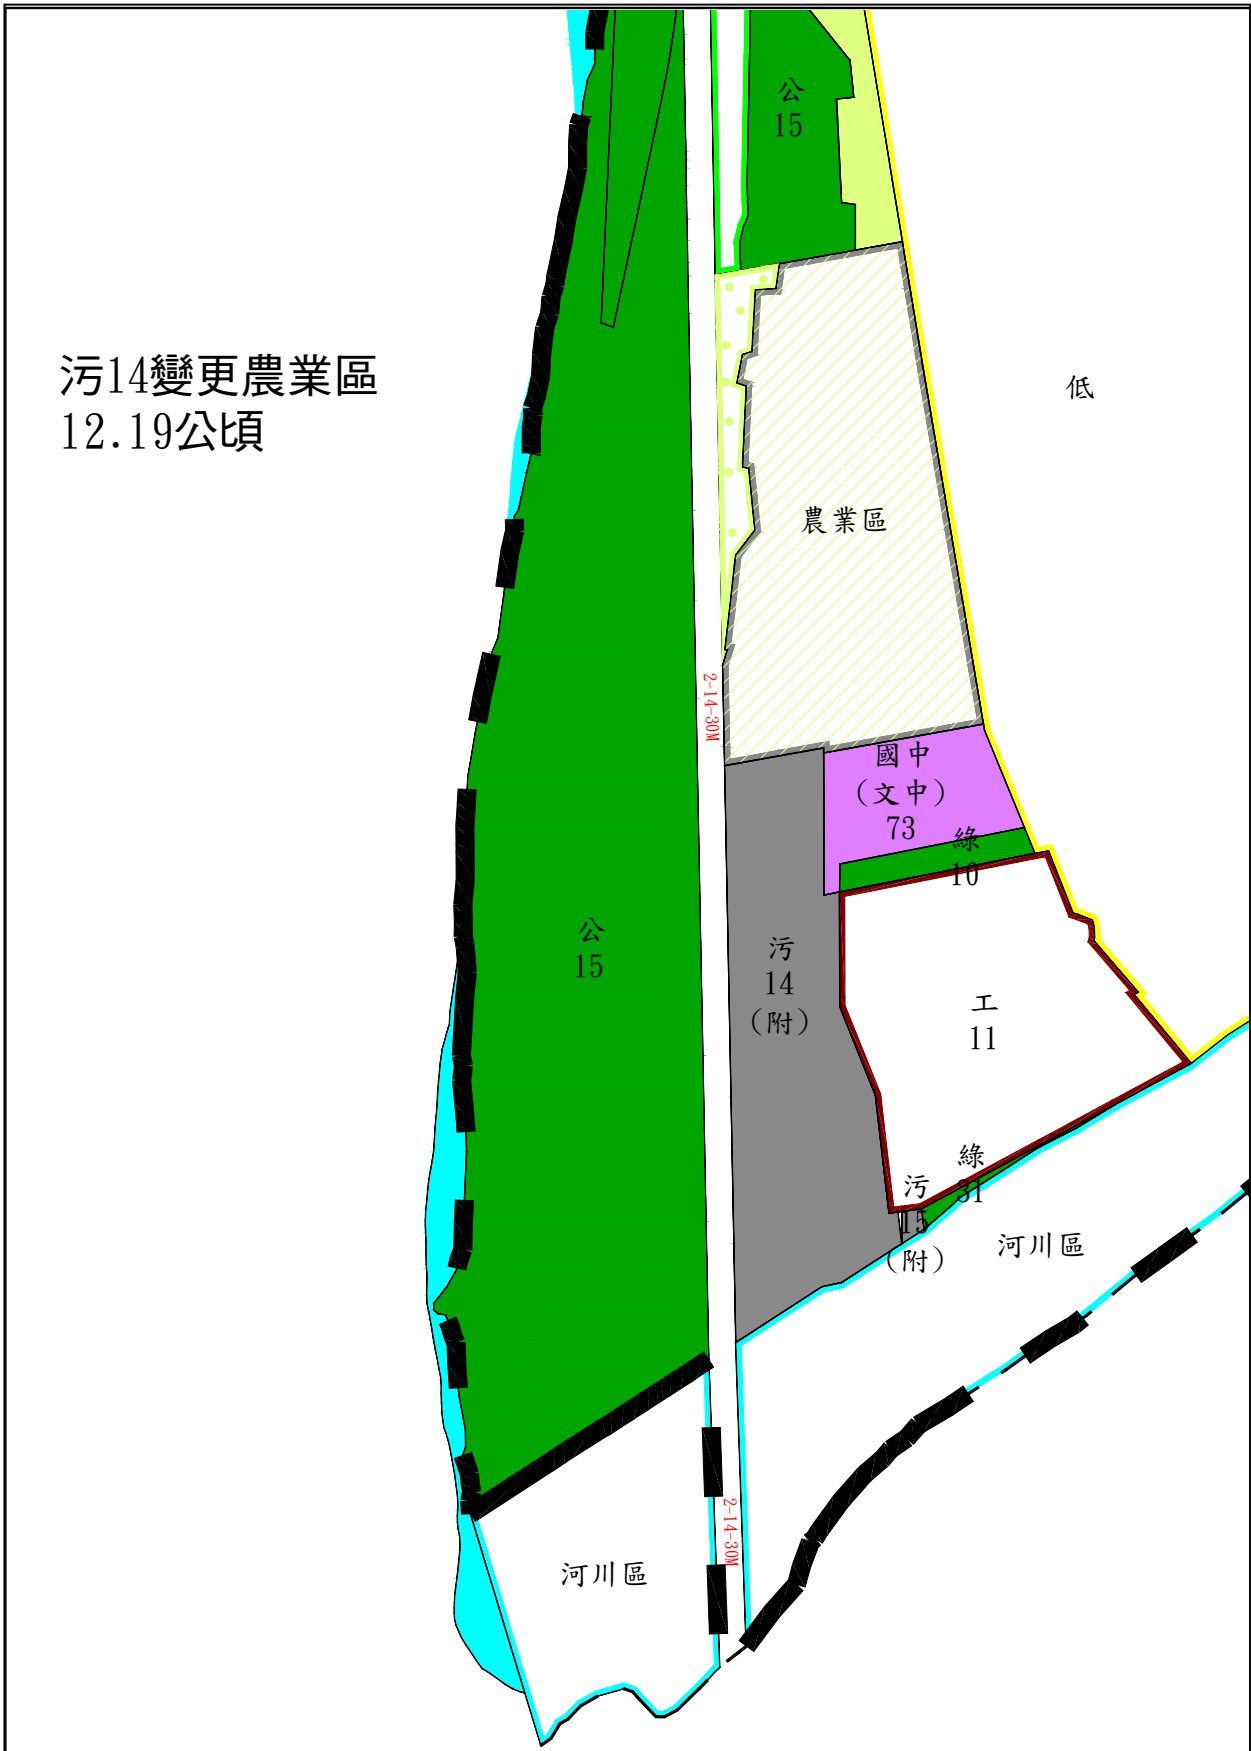 公
15
污14變更農業區
12.19公頃
低
農業區
2-14-30M
國中
(文中)
73
綠
10
公
15
污
14
(附)
工
11
綠
31
污
15
(附)
河川區
2-14-30M
河川區